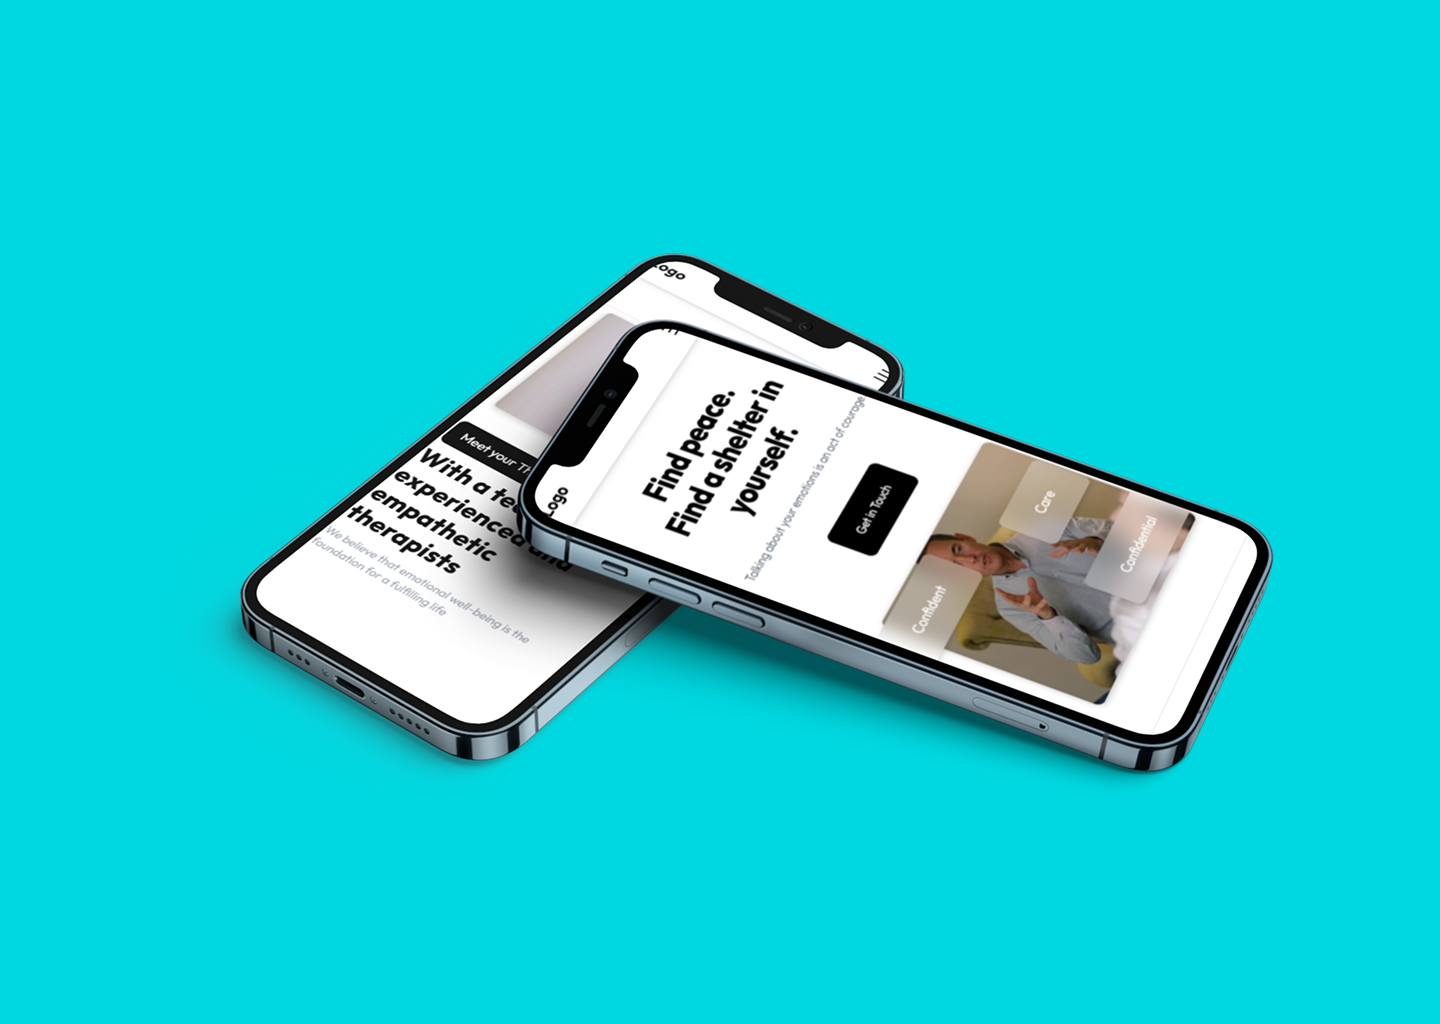 Logo
Meet your Th
With a te
experienced and
empathetic
therapists
We believe that emotional well-being is the
foundation for a fulfilling life
Logo
Find peace.
Find a shelter in
yourself.
Talking about your emotions is an act of courage
Get in Touch
Care
Confidential
Confident